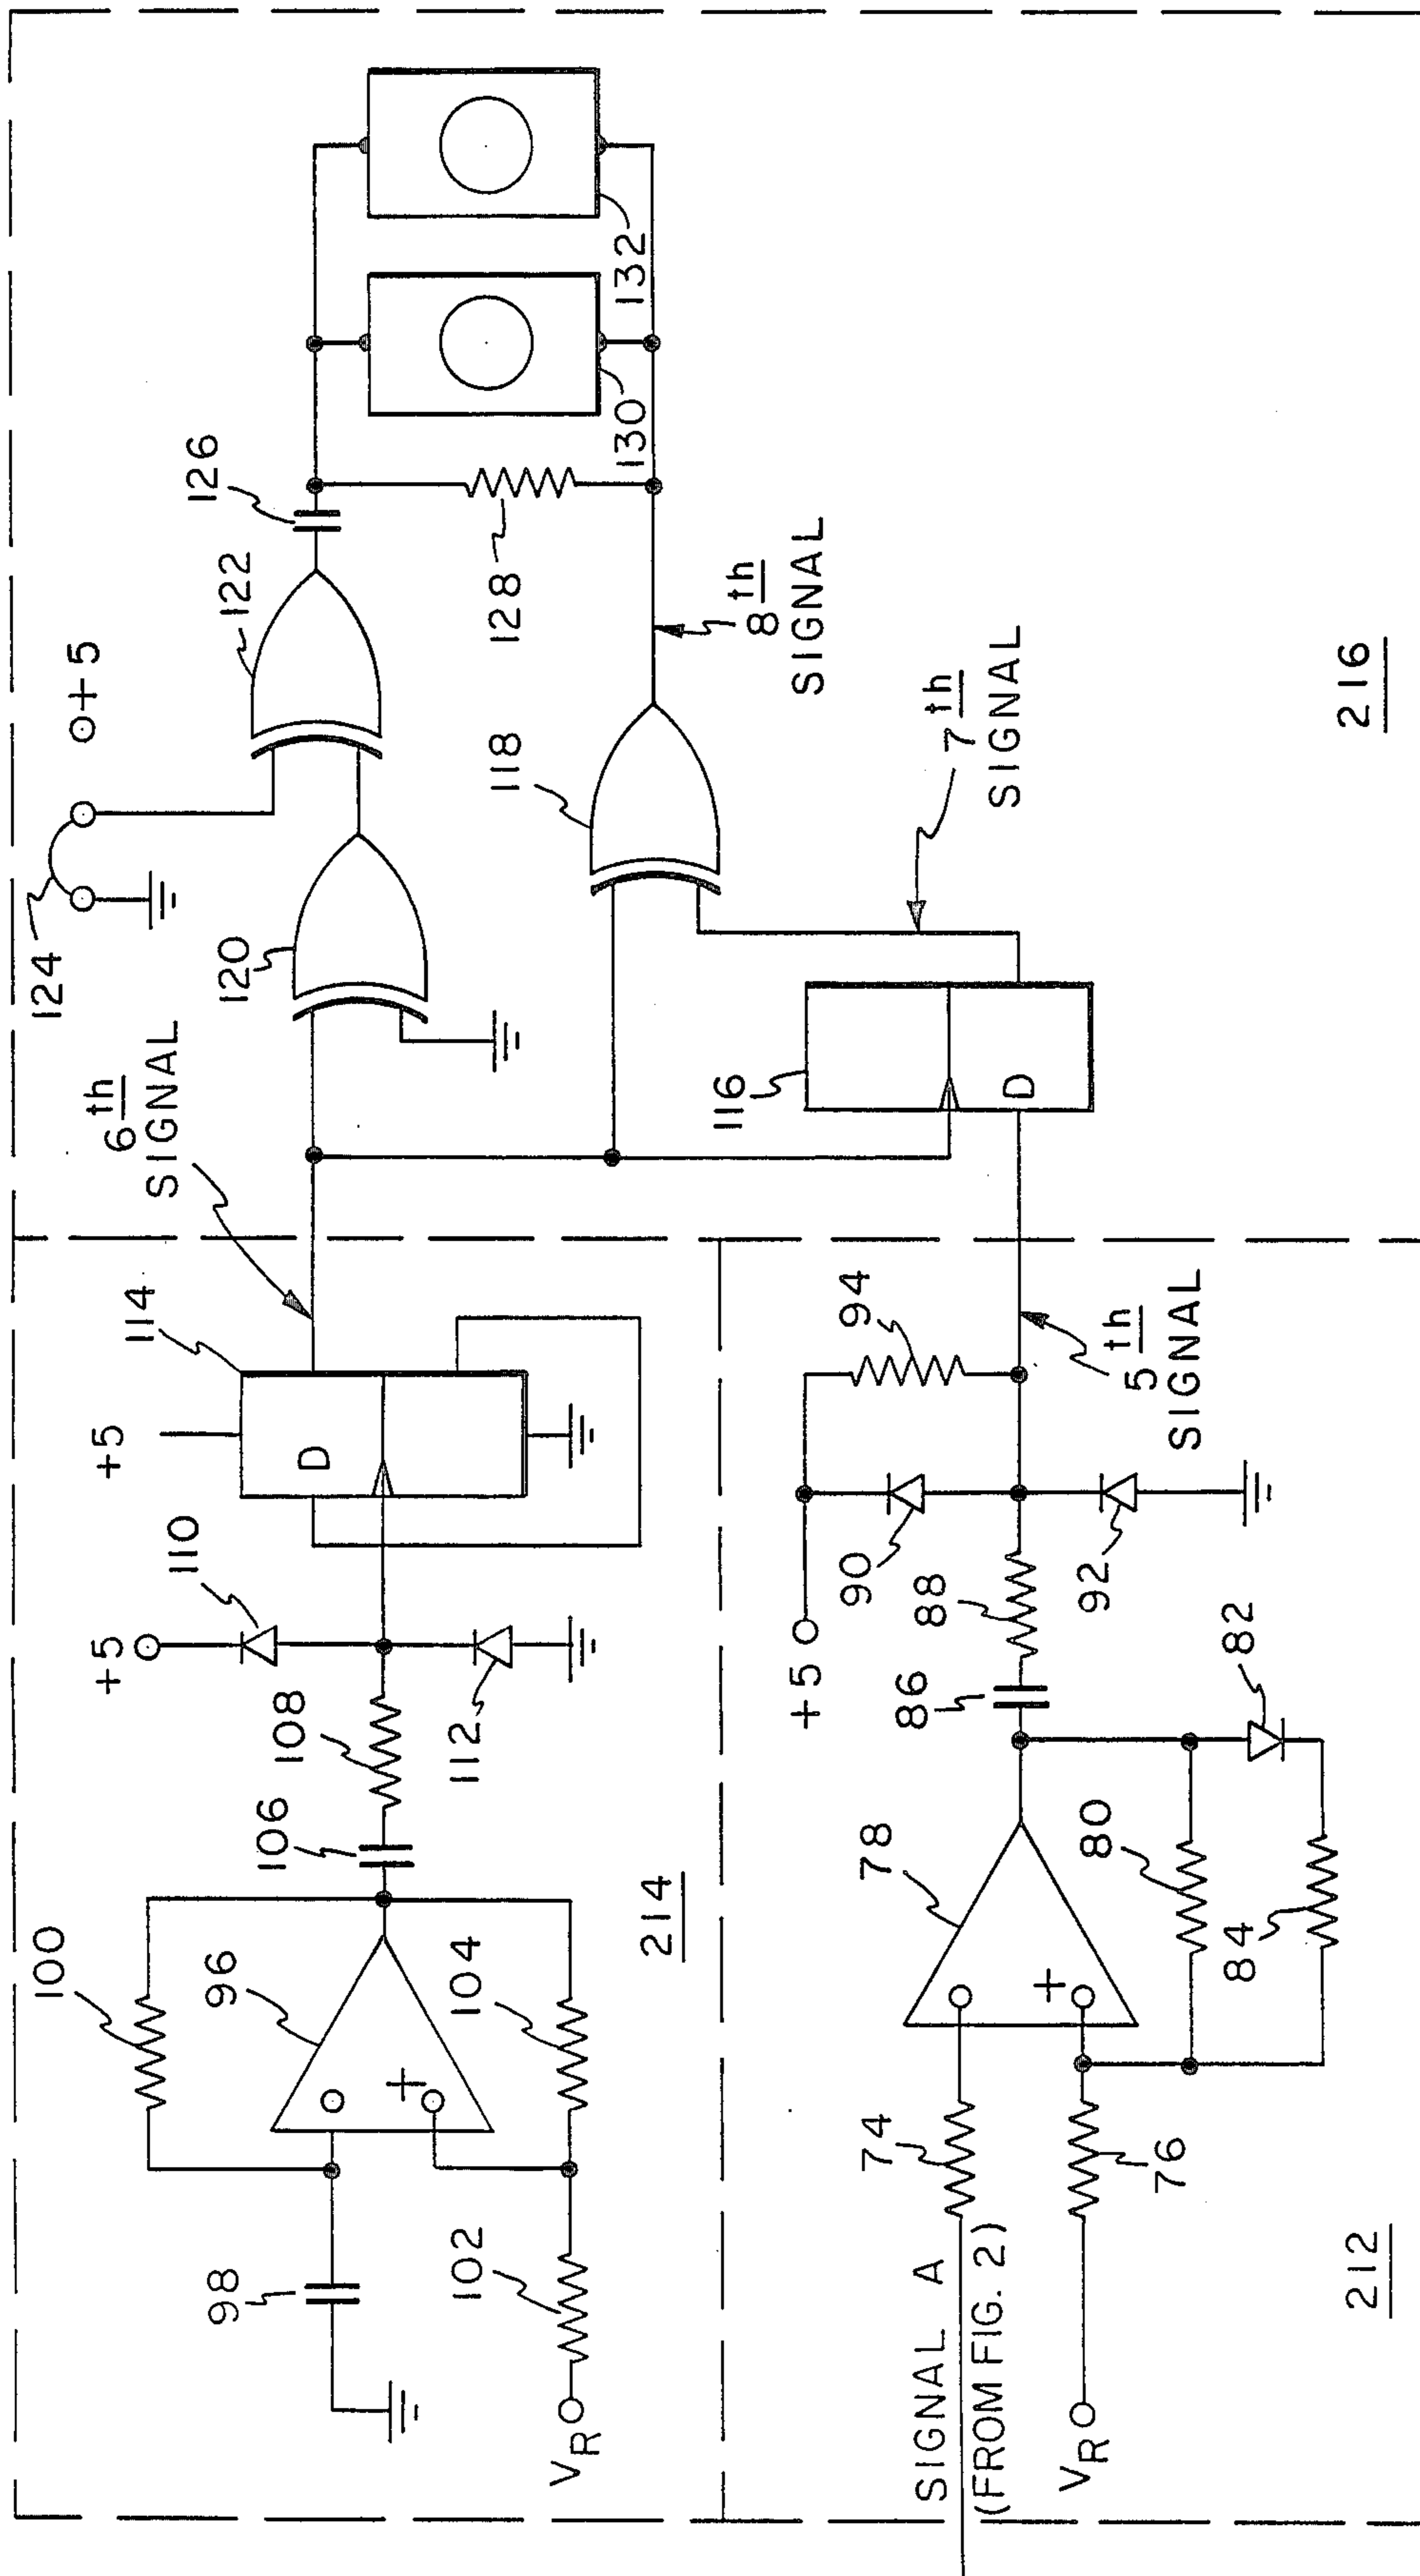 100
96
98
102
104
V_R
106
108
+5
110
112
+5
114
D
214
6th
SIGNAL
124
+5
120
122
126
128
118
8th
SIGNAL
130
132
7th
SIGNAL
116
D
216
SIGNAL A
(FROM FIG. 2)
V_R
74
76
78
80
84
82
86
88
+5
90
92
94
5th
SIGNAL
212
+
+